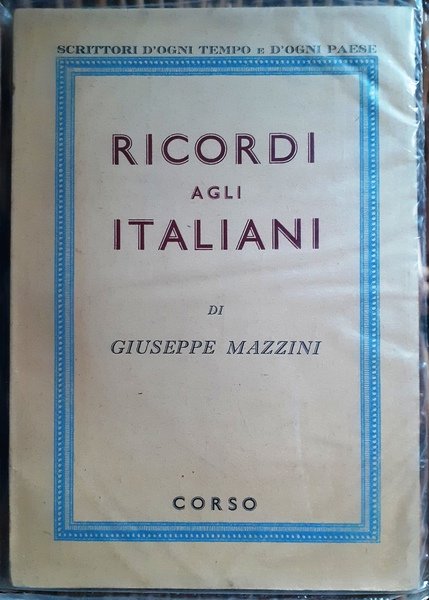 SCRITTORI D'OGNI TEMPO E D'OGNI PAESE
RICORDI
AGLI
ITALIANI
DI
GIUSEPPE MAZZINI
CORSO